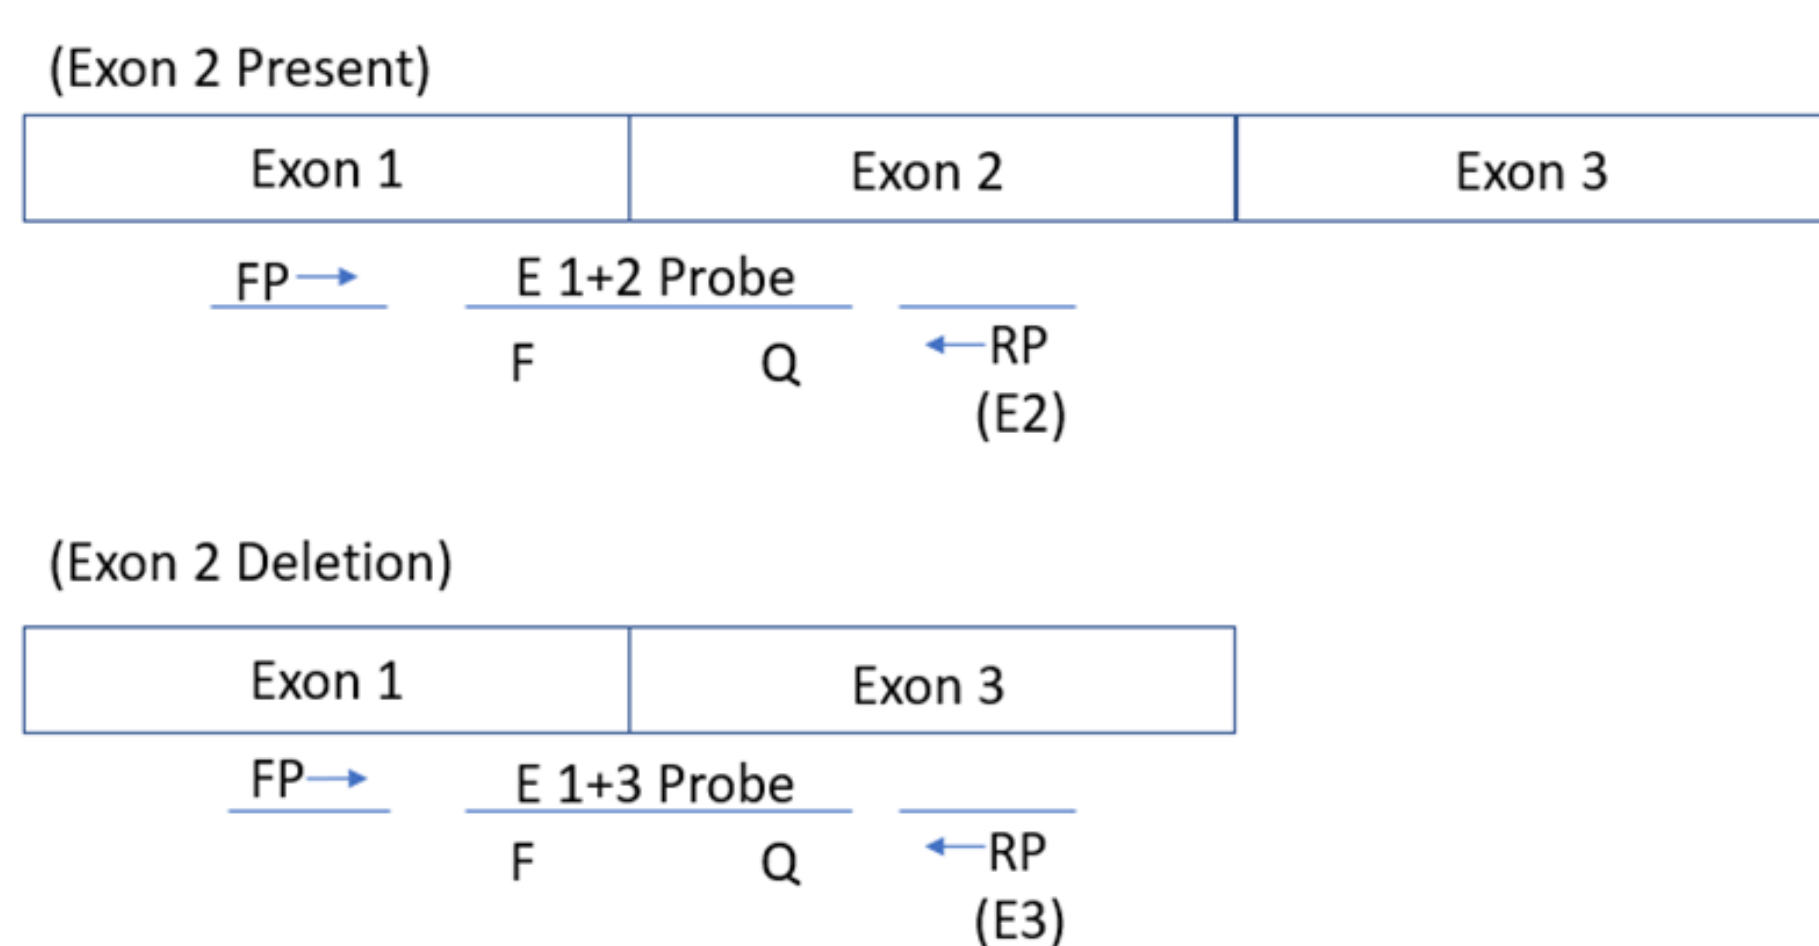 (Exon 2 Present)
Exon 1 Exon 2 Exon 3
FP E 1+2 Probe
F Q RP
(E2)
(Exon 2 Deletion)
Exon 1 Exon 3
FP E 1+3 Probe
F Q RP
(E3)